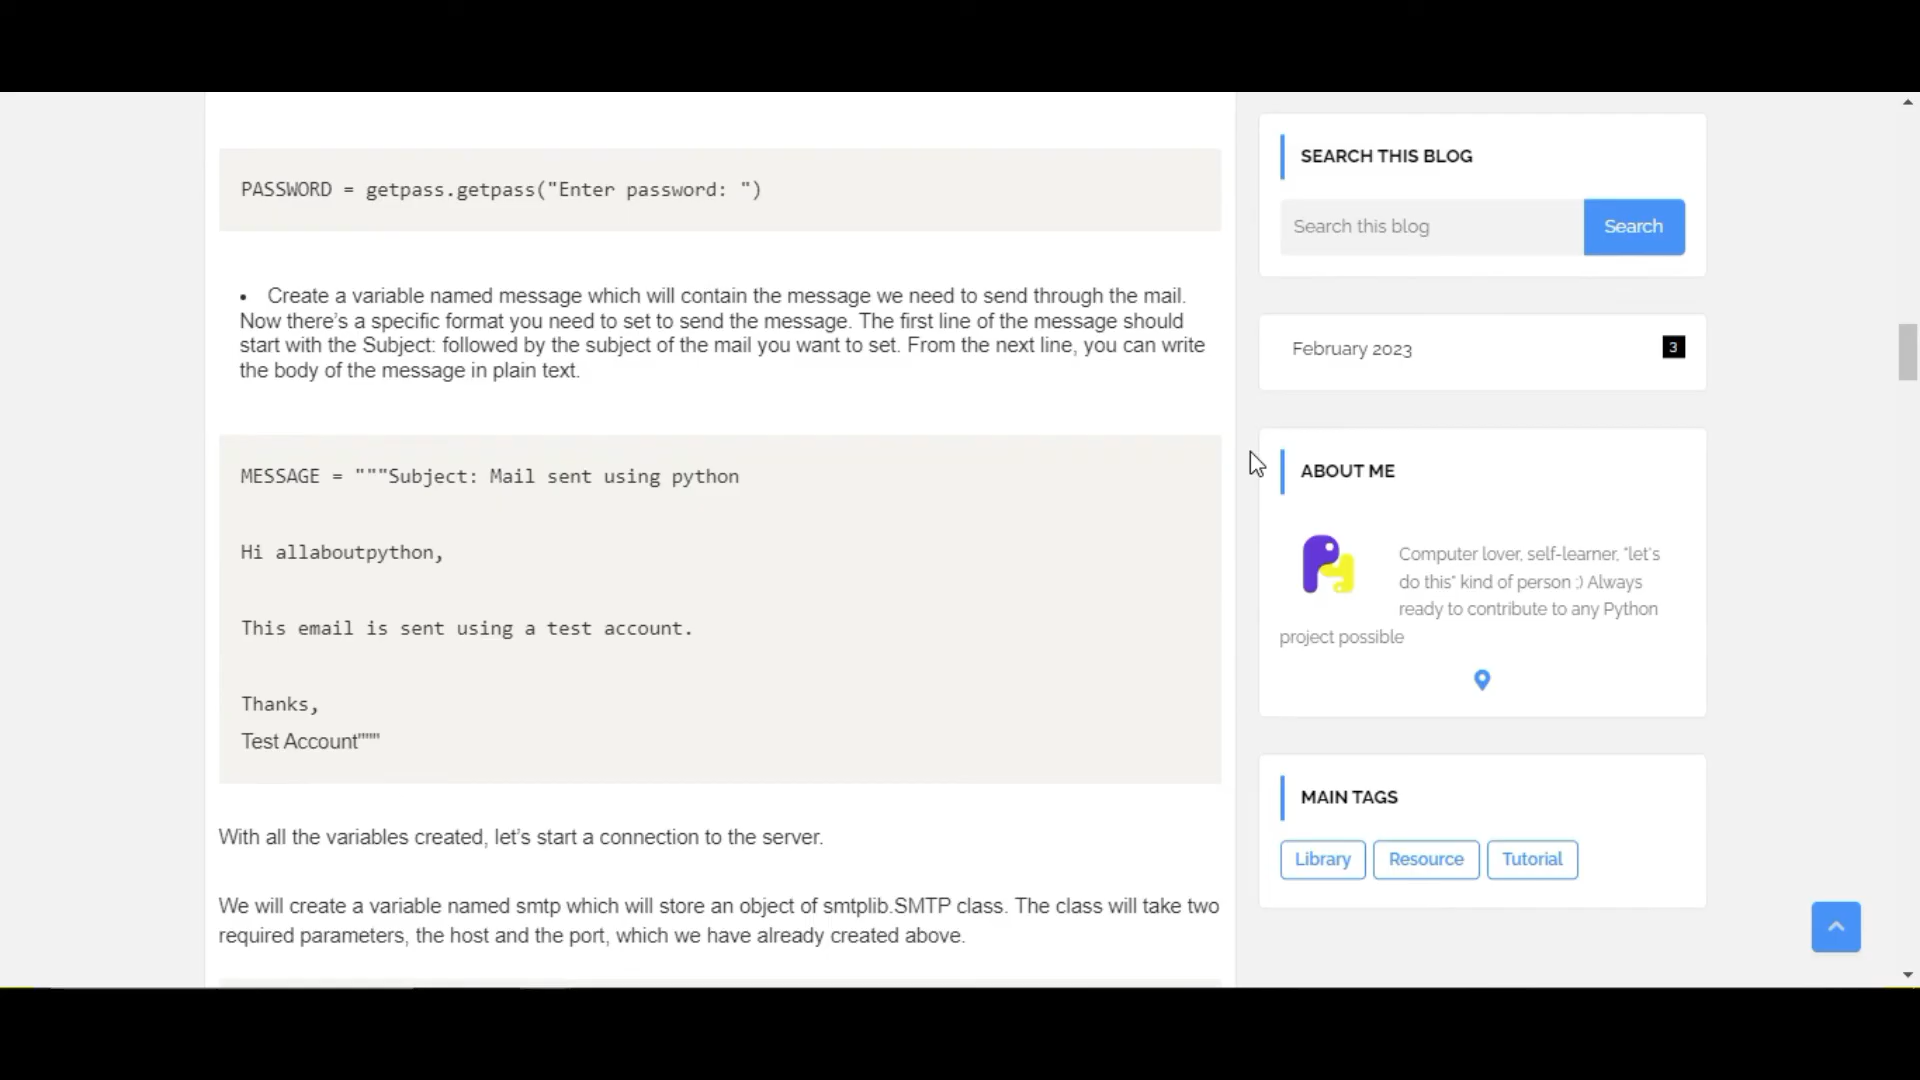 PASSWORD = getpass.getpass("Enter password: ")
• Create a variable named message which will contain the message we need to send through the mail.
Now there's a specific format you need to set to send the message. The first line of the message should
start with the Subject: followed by the subject of the mail you want to set. From the next line, you can write
the body of the message in plain text.
MESSAGE = """Subject: Mail sent using python
Hi allaboutpython,
This email is sent using a test account.
Thanks,
Test Account"""
With all the variables created, let's start a connection to the server.
We will create a variable named smtp which will store an object of smtplib.SMTP class. The class will take two
required parameters, the host and the port, which we have already created above.
SEARCH THIS BLOG
Search this blog
Search
February 2023
3
ABOUT ME
Computer lover, self-learner, "let's
do this" kind of person :) Always
ready to contribute to any Python
project possible
MAIN TAGS
Library
Resource
Tutorial